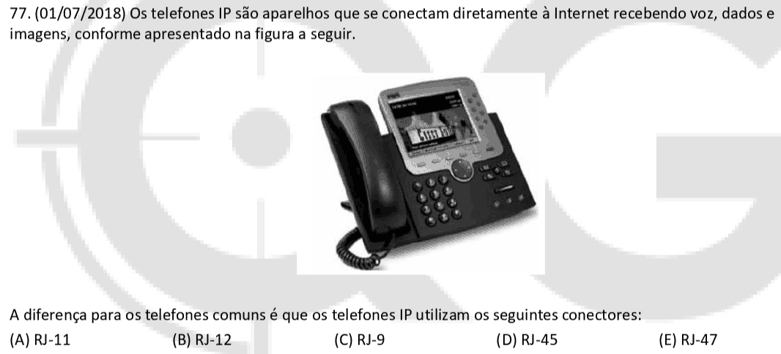 77. (01/07/2018) Os telefones IP são aparelhos que se conectam diretamente à Internet recebendo voz, dados e
imagens, conforme apresentado na figura a seguir.
A diferença para os telefones comuns é que os telefones IP utilizam os seguintes conectores:
(A) RJ-11 (B) RJ-12 (C) RJ-9 (D) RJ-45 (E) RJ-47